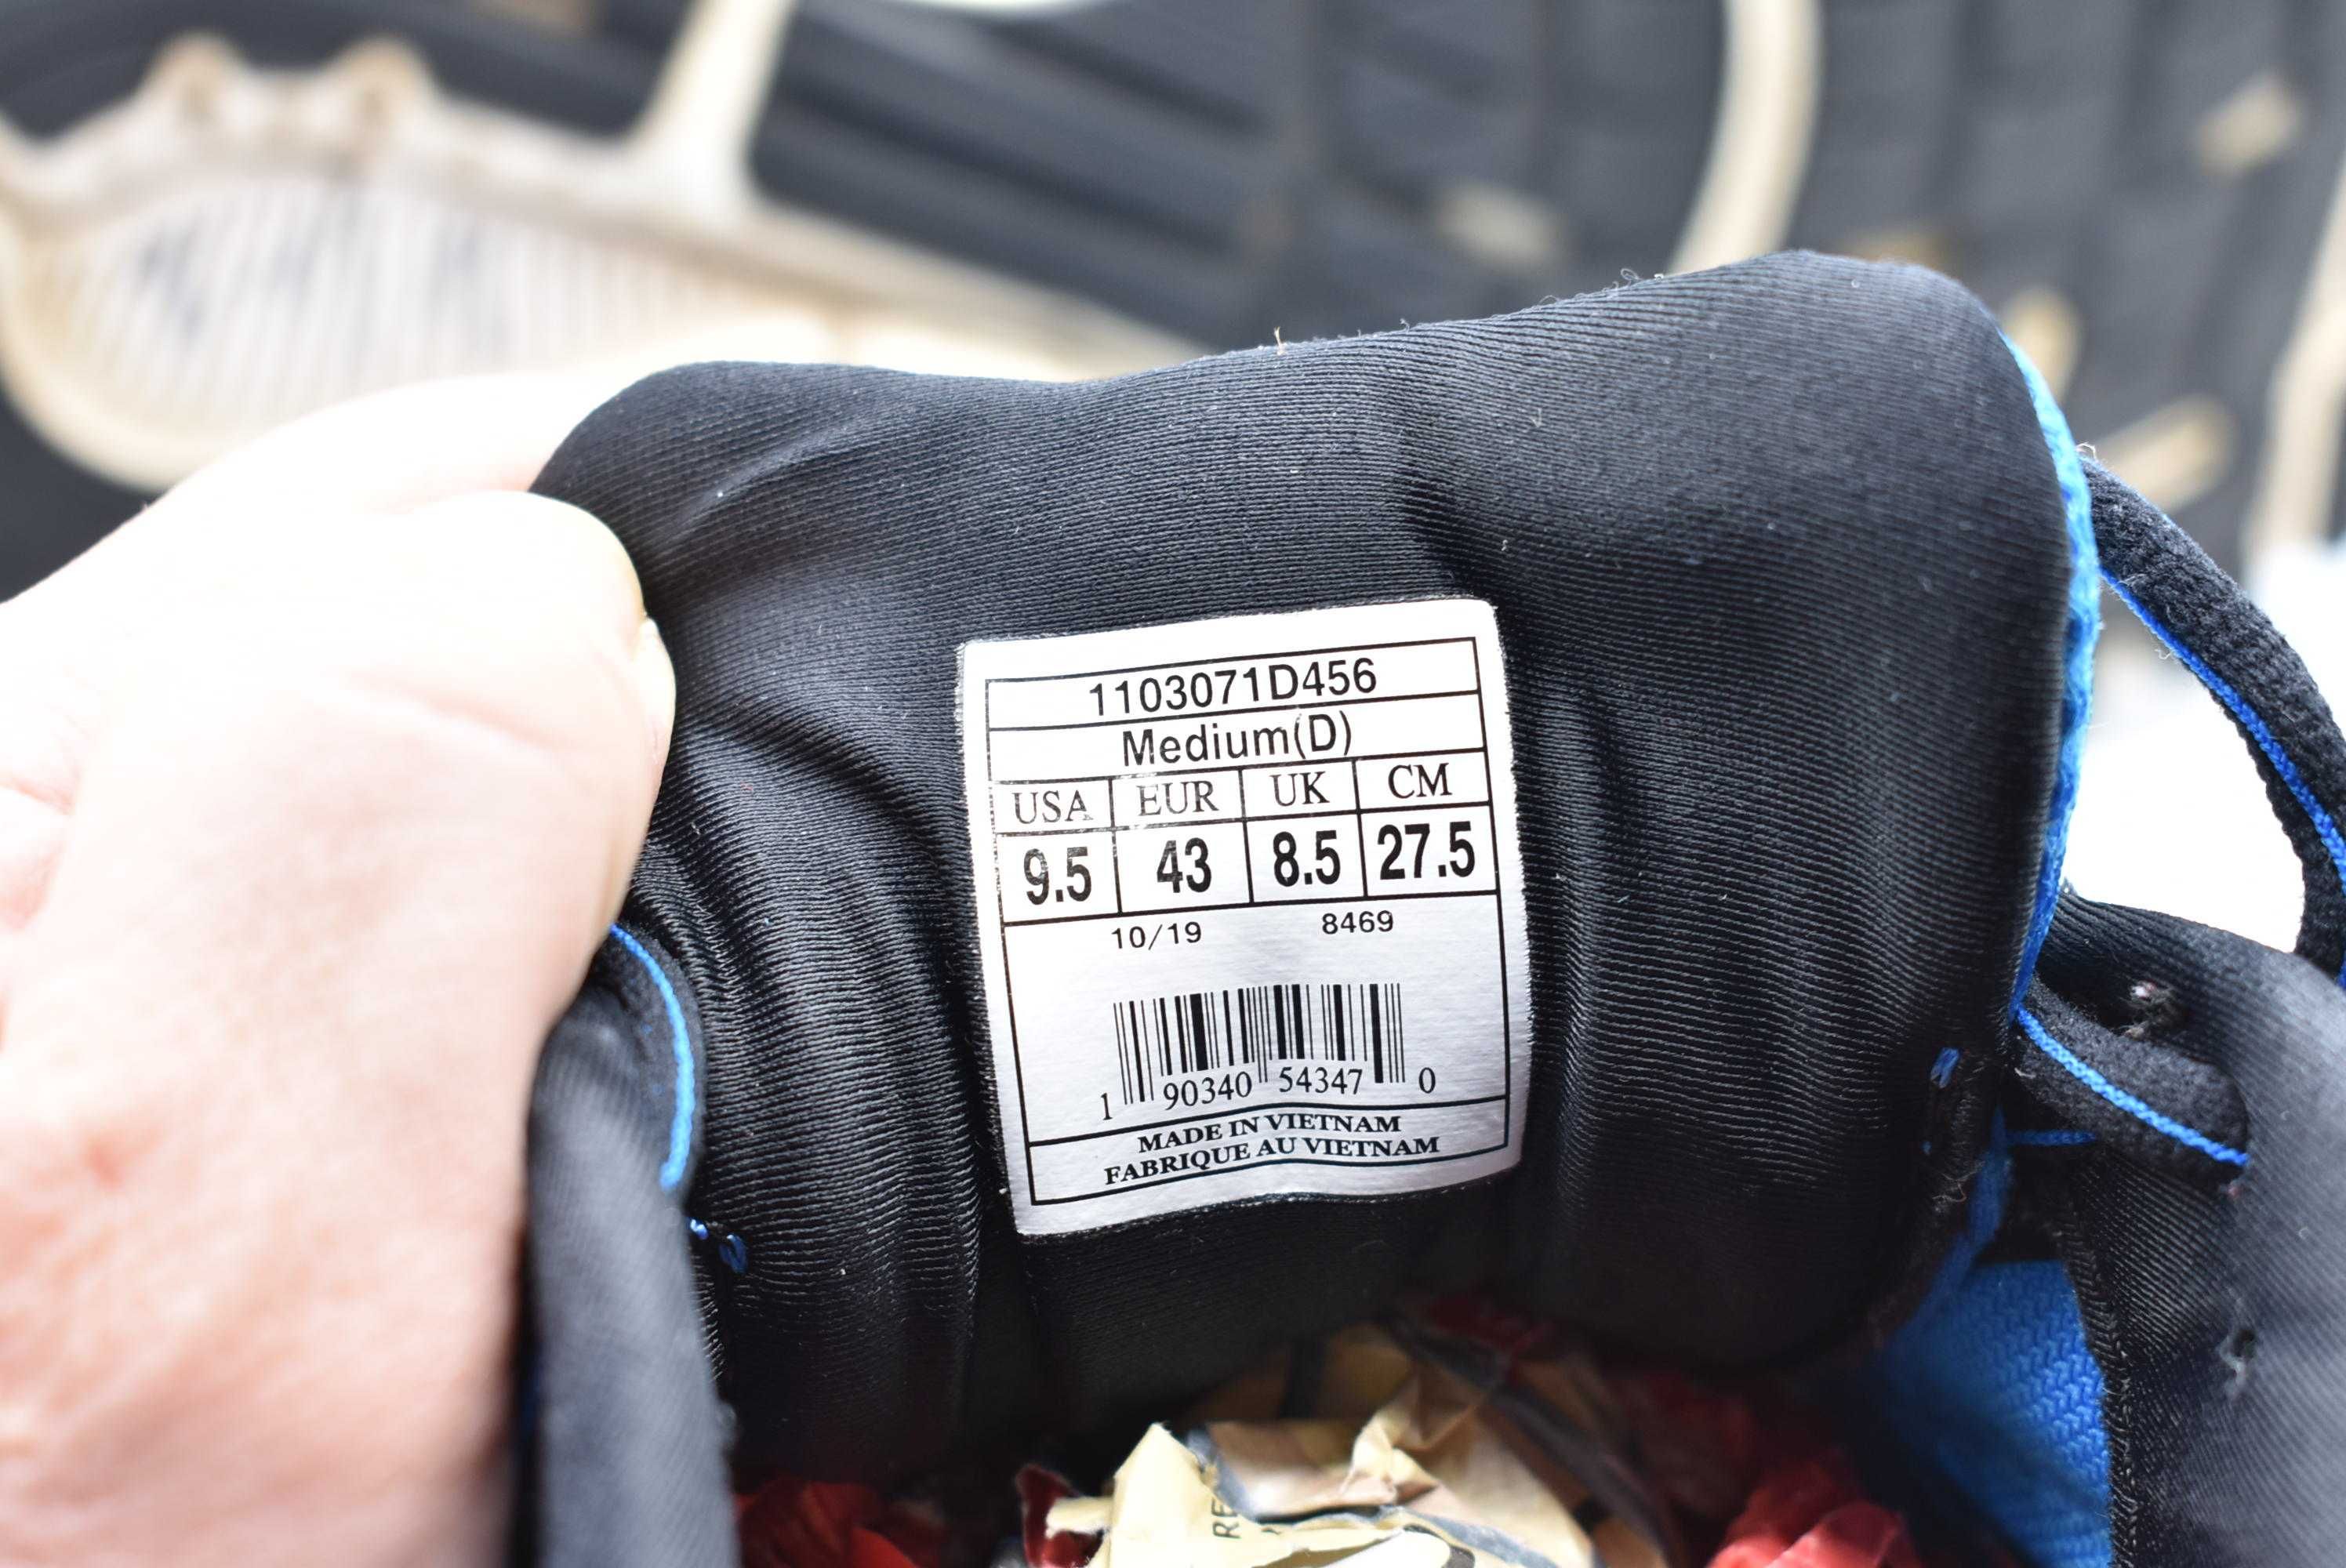 1103071D456
Medium(D)
USA EUR UK CM
9.5 43 8.5 27.5
10/19 8469
1 90340 54347 0
MADE IN VIETNAM
FABRIQUE AU VIETNAM